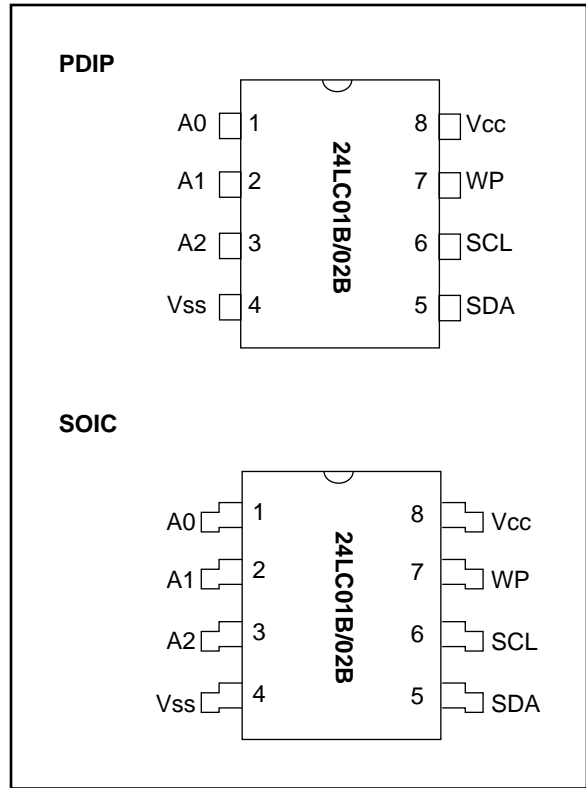 PDIP
A0 1 8 Vcc
A1 2 7 WP
A2 3 6 SCL
Vss 4 5 SDA
24LC01B/02B
SOIC
A0 1 8 Vcc
A1 2 7 WP
A2 3 6 SCL
Vss 4 5 SDA
24LC01B/02B